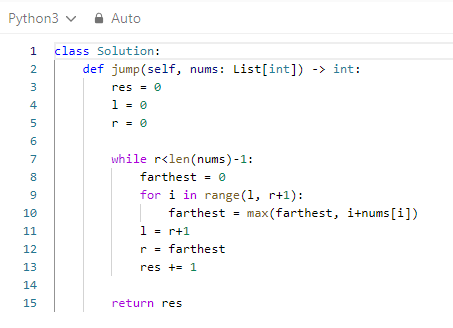 Python3 Auto
1 class Solution:
2     def jump(self, nums: List[int]) -> int:
3         res = 0
4         l = 0
5         r = 0
6
7         while r<len(nums)-1:
8             farthest = 0
9             for i in range(l, r+1):
10                 farthest = max(farthest, i+nums[i])
11             l = r+1
12             r = farthest
13             res += 1
14
15         return res